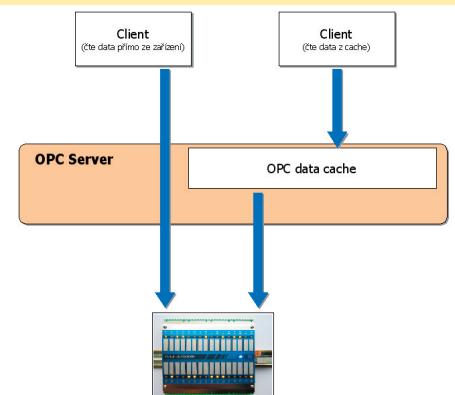 Client
(čte data přímo ze zařízení)
Client
(čte data z cache)
OPC Server
OPC data cache